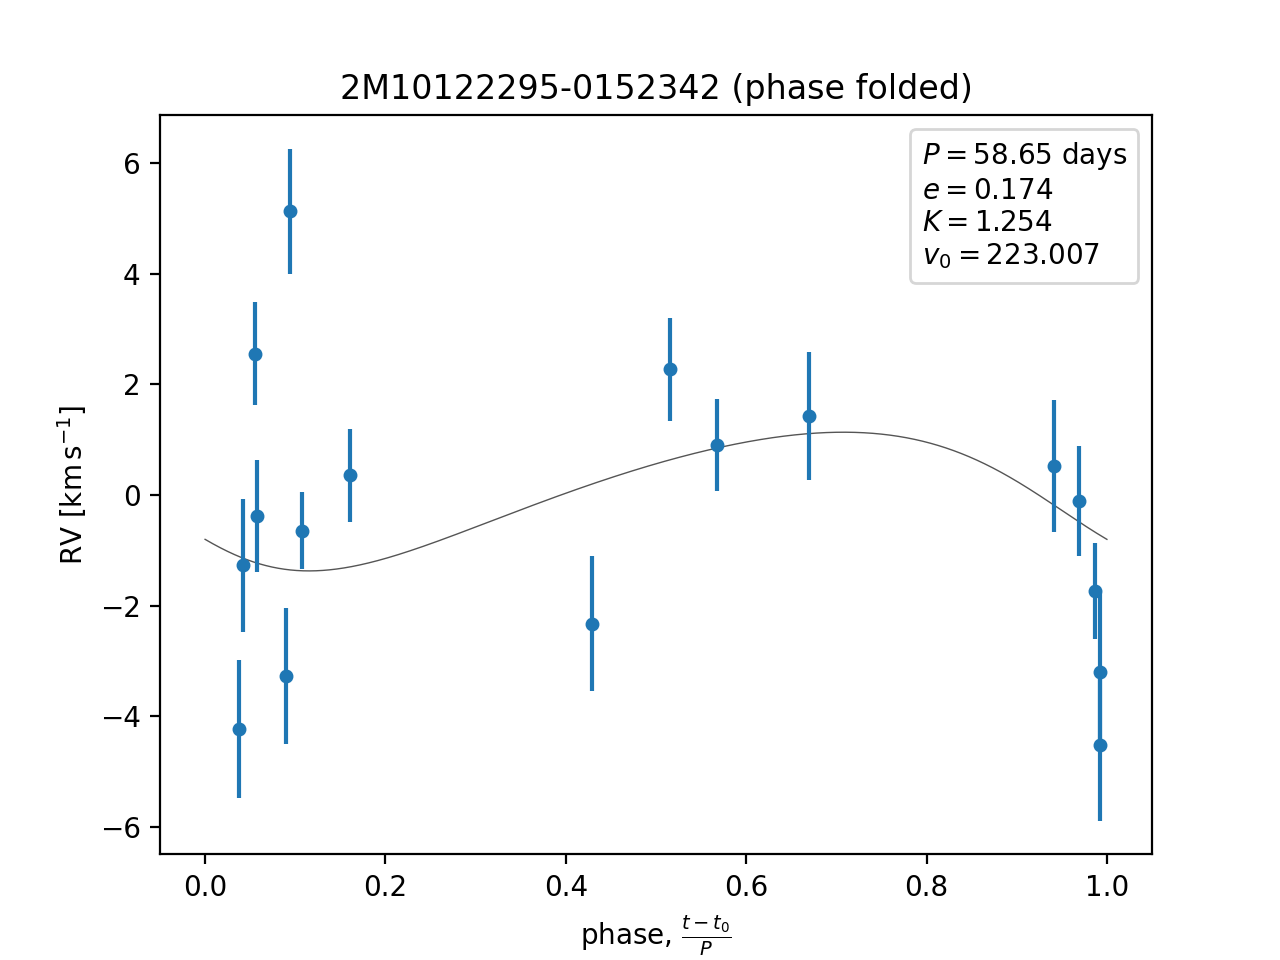 2M10122295-0152342 (phase folded)
P = 58.65 days
e = 0.174
K = 1.254
v₀ = 223.007
RV [km s⁻¹]
6
4
2
0
−2
−4
−6
0.0 0.2 0.4 0.6 0.8 1.0
phase, (t − t₀)/P